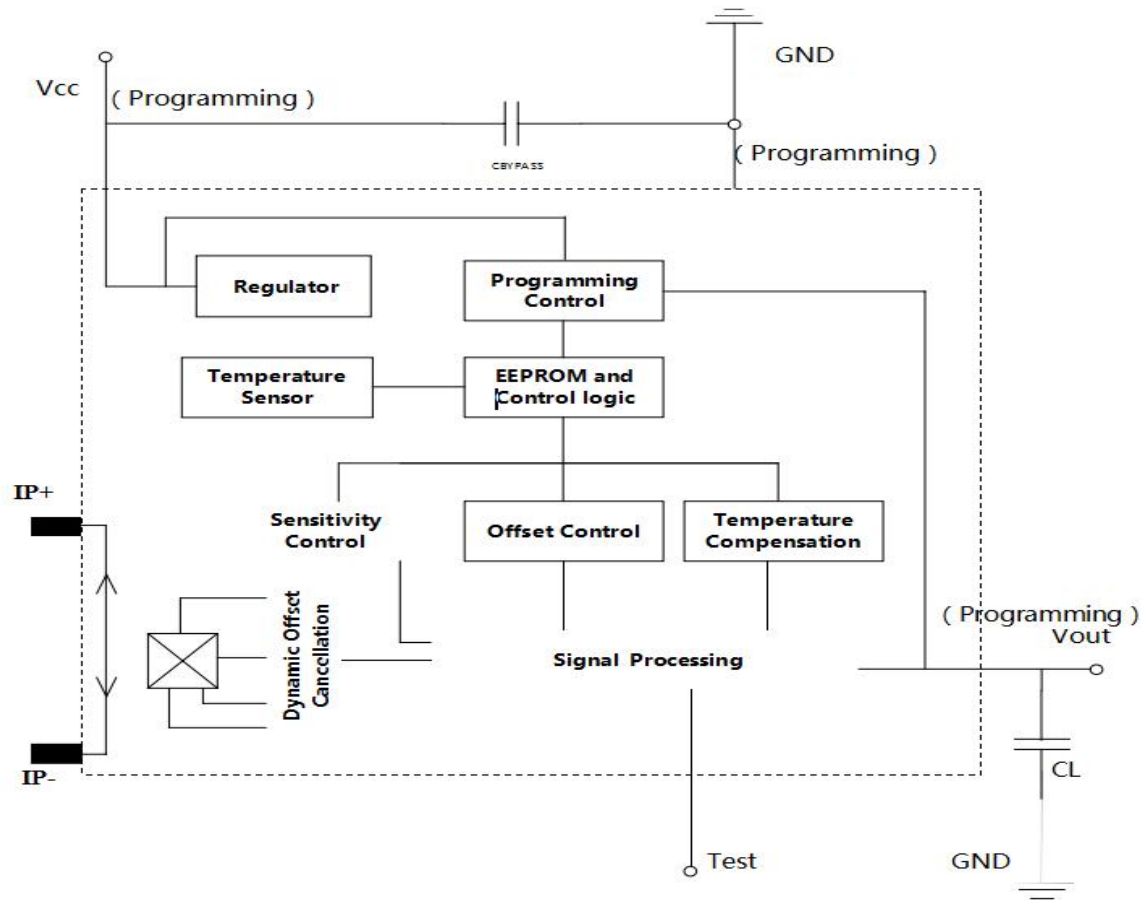 GND
Vcc
( Programming )
CBYPASS
( Programming )
Regulator
Programming
Control
Temperature
Sensor
EEPROM and
Control logic
IP+
Sensitivity
Control
Offset Control
Temperature
Compensation
Dynamic Offset
Cancellation
Signal Processing
( Programming )
Vout
IP-
CL
Test
GND